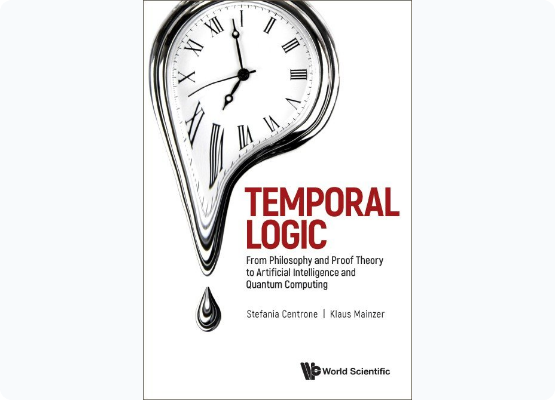 TEMPORAL
LOGIC
From Philosophy and Proof Theory
to Artificial Intelligence and
Quantum Computing
Stefania Centrone | Klaus Mainzer
World Scientific